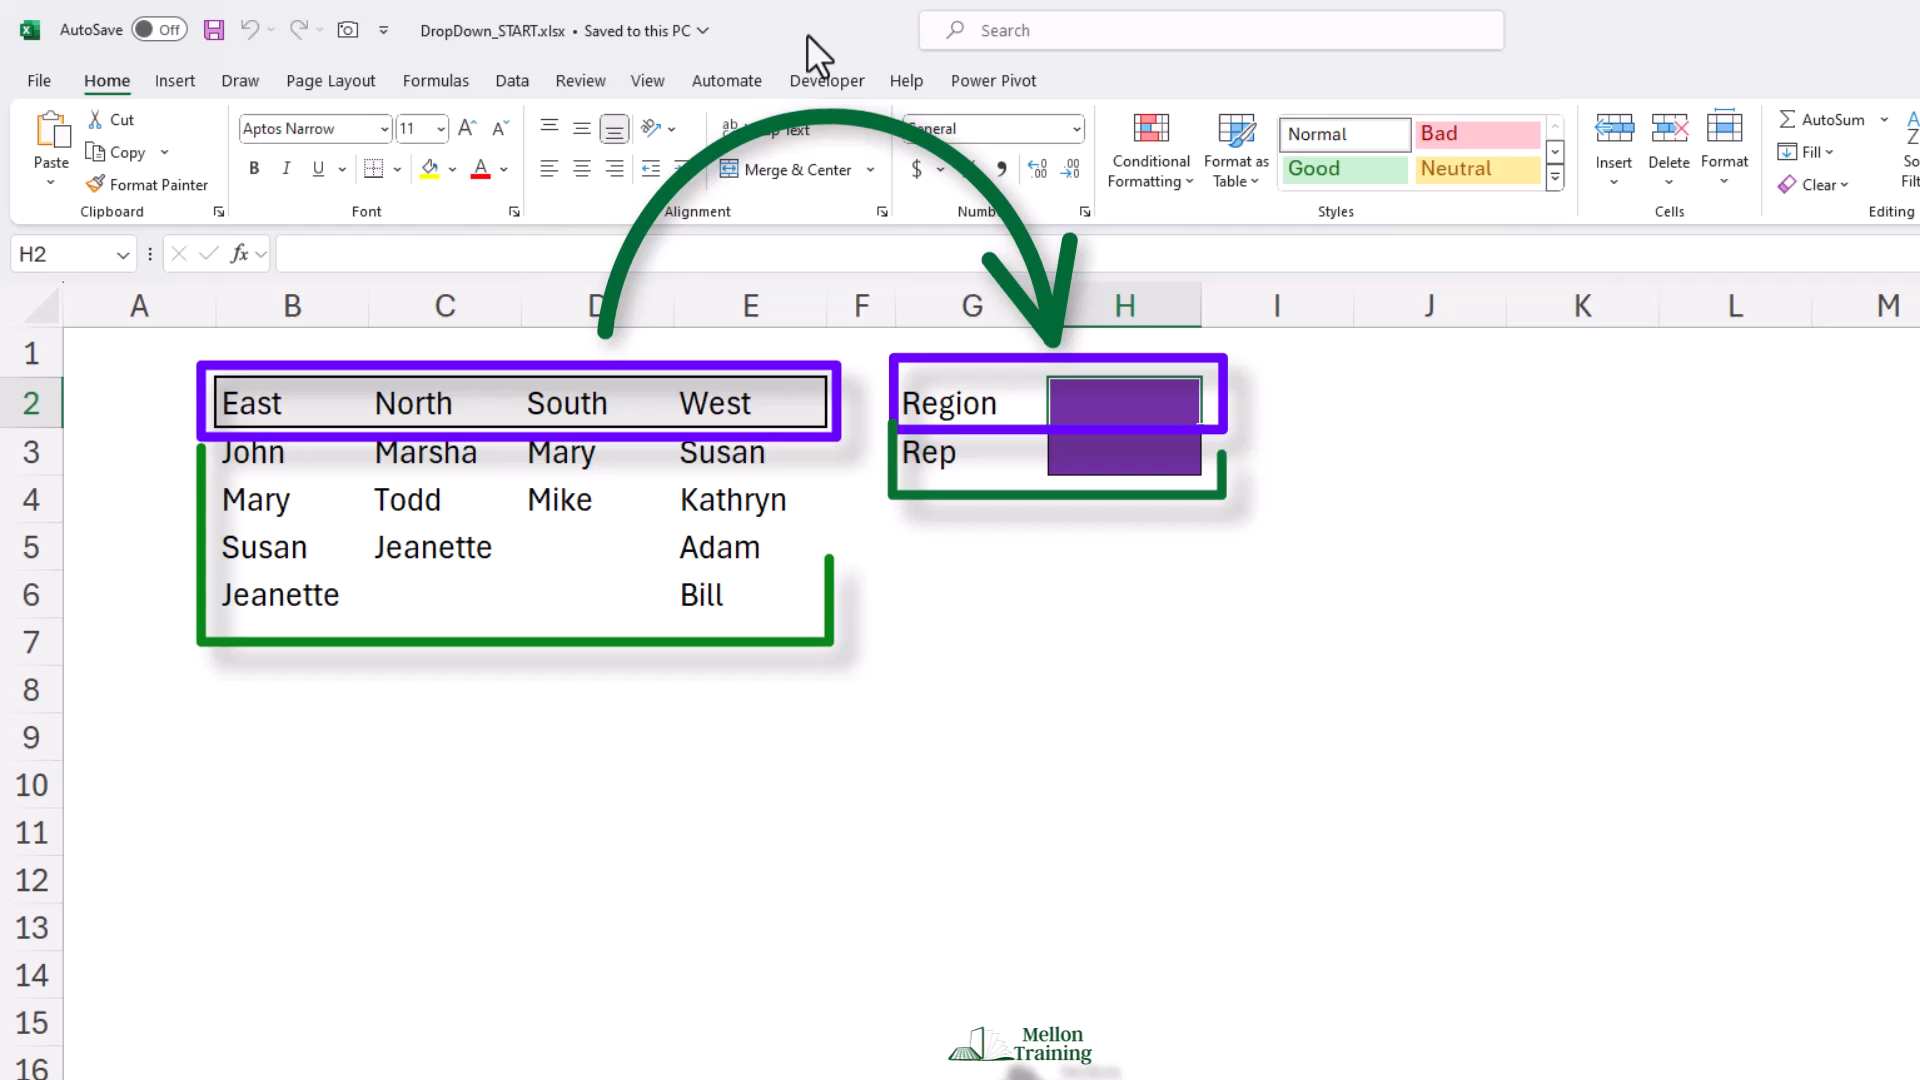 AutoSave Off DropDown_START.xlsx • Saved to this PC Search
File Home Insert Draw Page Layout Formulas Data Review View Automate Developer Help Power Pivot
Paste Cut Copy Format Painter
Clipboard
Aptos Narrow 11
B I U A
Font
Text
Merge & Center
Alignment
General
$
Conditional Formatting
Format as Table
Normal Bad
Good Neutral
Styles
Insert Delete Format
Cells
AutoSum
Fill
Clear
Editing
H2 fx
A B C D E F G H I J K L M
1
2 East North South West Region
3 John Marsha Mary Susan Rep
4 Mary Todd Mike Kathryn
5 Susan Jeanette Adam
6 Jeanette Bill
7
8
9
10
11
12
13
14
15
16
Mellon
Training